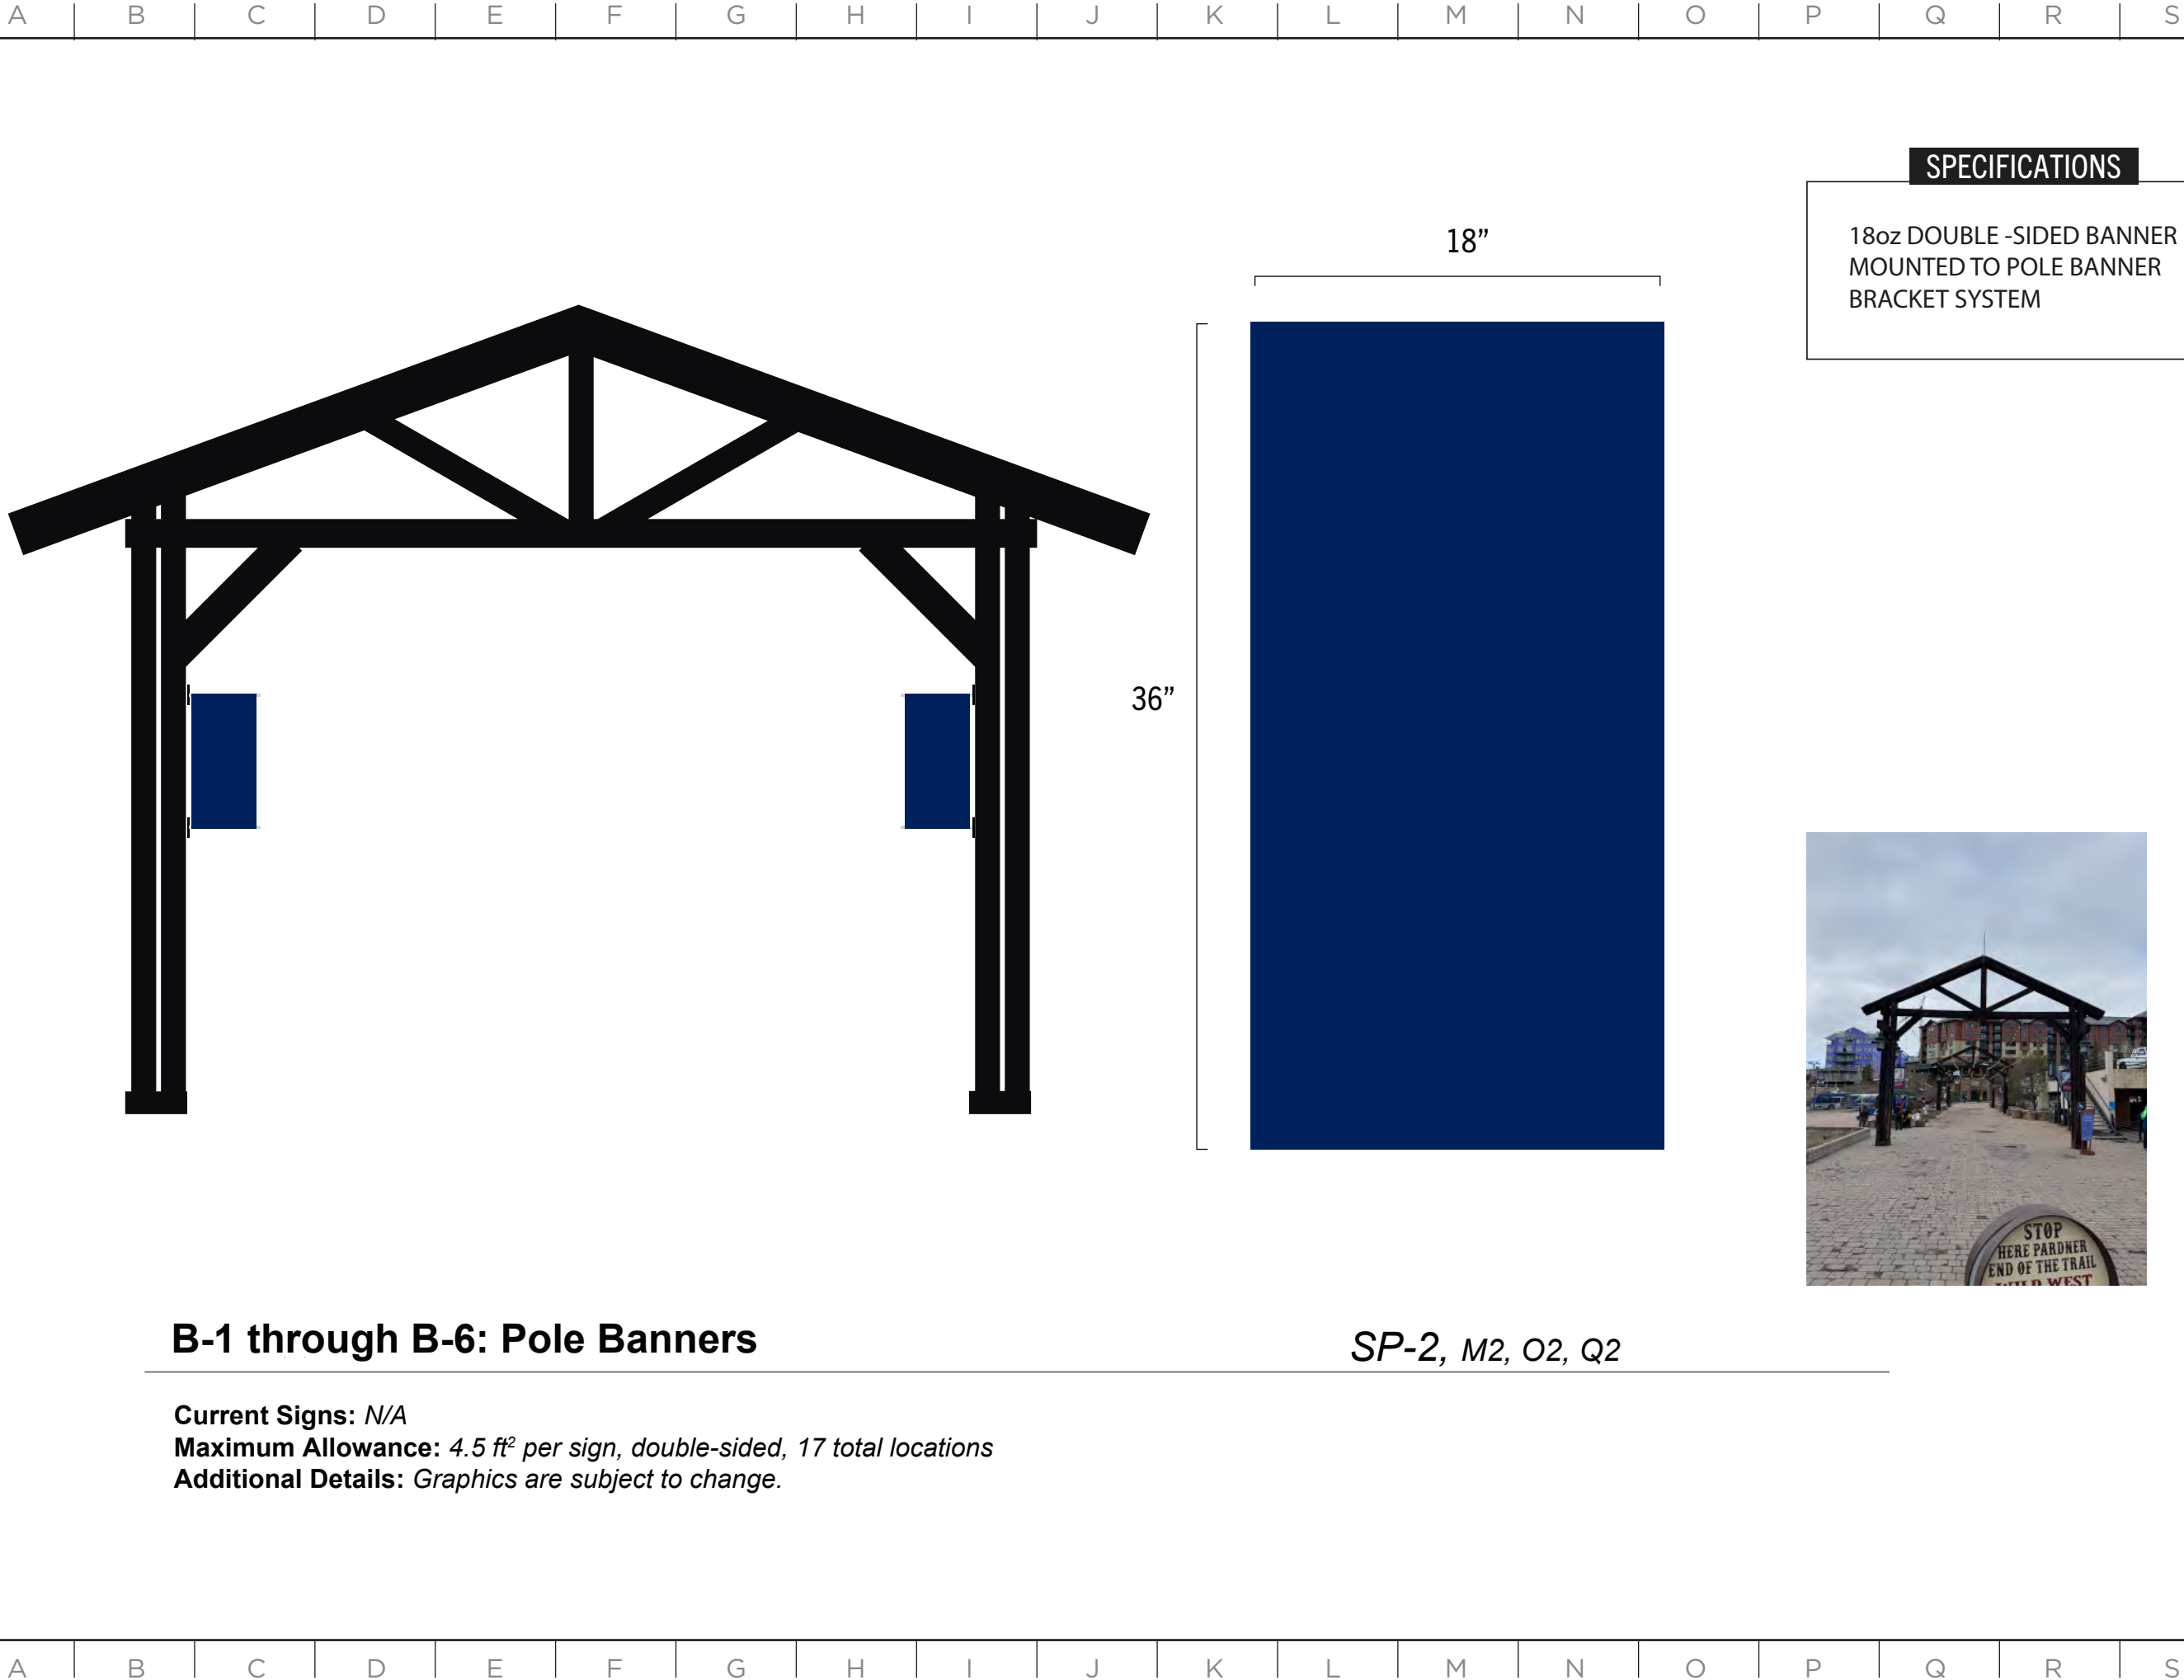 A B C D E F G H I J K L M N O P Q R S
SPECIFICATIONS
18oz DOUBLE -SIDED BANNER
MOUNTED TO POLE BANNER
BRACKET SYSTEM
18”
36”
STOP
HERE PARDNER
END OF THE TRAIL
WILD WEST
B-1 through B-6: Pole Banners
SP-2, M2, O2, Q2
Current Signs: N/A
Maximum Allowance: 4.5 ft² per sign, double-sided, 17 total locations
Additional Details: Graphics are subject to change.
A B C D E F G H I J K L M N O P Q R S